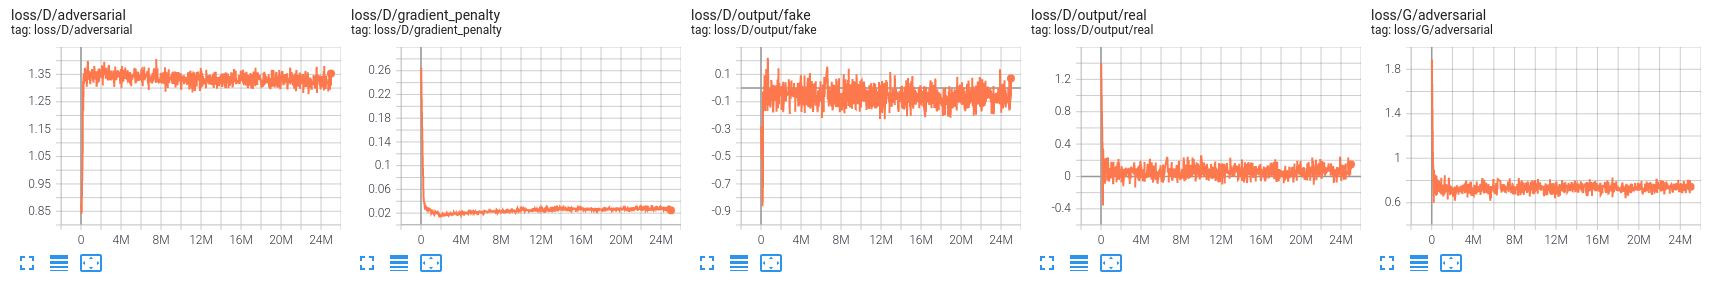 loss/D/adversarial
tag: loss/D/adversarial
1.35
1.25
1.15
1.05
0.95
0.85
0 4M 8M 12M 16M 20M 24M
loss/D/gradient_penalty
tag: loss/D/gradient_penalty
0.26
0.22
0.18
0.14
0.1
0.06
0.02
0 4M 8M 12M 16M 20M 24M
loss/D/output/fake
tag: loss/D/output/fake
0.1
-0.1
-0.3
-0.5
-0.7
-0.9
0 4M 8M 12M 16M 20M 24M
loss/D/output/real
tag: loss/D/output/real
1.2
0.8
0.4
0
-0.4
0 4M 8M 12M 16M 20M 24M
loss/G/adversarial
tag: loss/G/adversarial
1.8
1.4
1
0.6
0 4M 8M 12M 16M 20M 24M